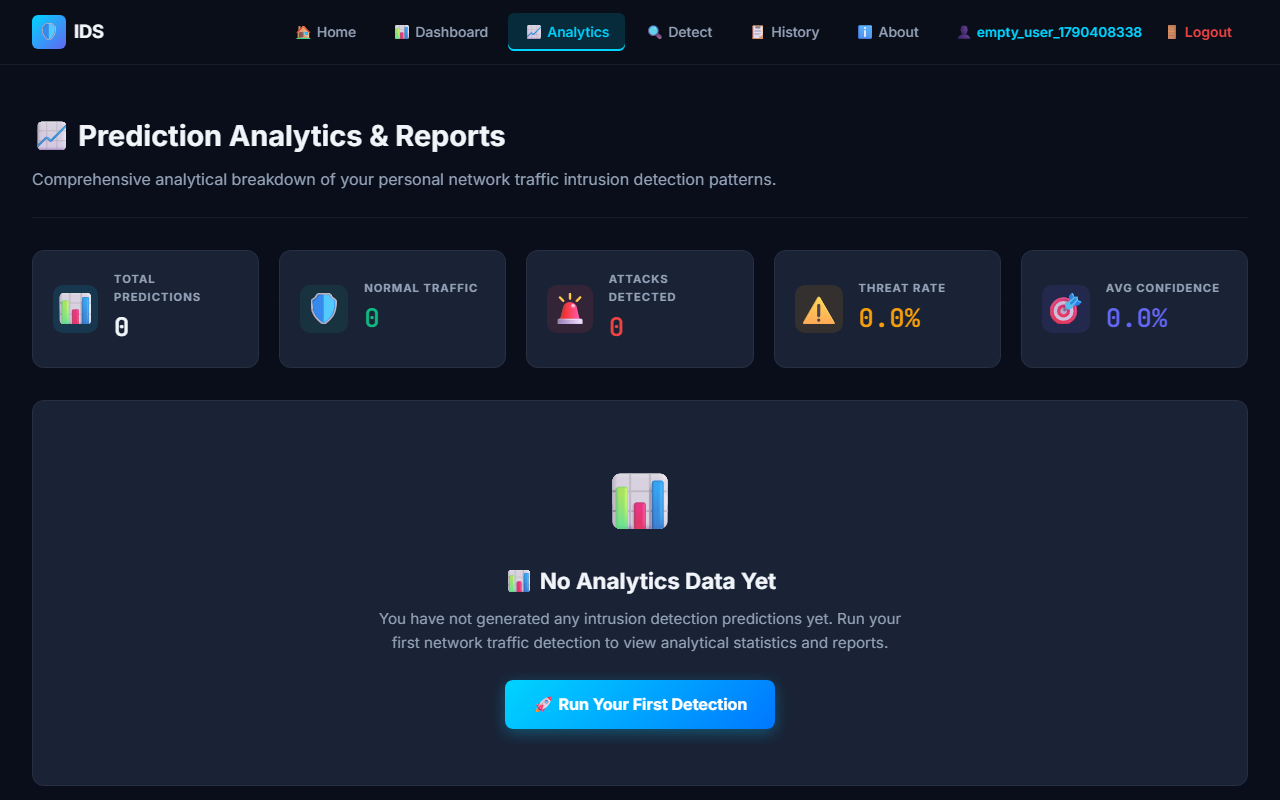 IDS
Home
Dashboard
Analytics
Detect
History
About
empty_user_1790408338
Logout
Prediction Analytics & Reports
Comprehensive analytical breakdown of your personal network traffic intrusion detection patterns.
TOTAL
PREDICTIONS
0
NORMAL TRAFFIC
0
ATTACKS
DETECTED
0
THREAT RATE
0.0%
AVG CONFIDENCE
0.0%
No Analytics Data Yet
You have not generated any intrusion detection predictions yet. Run your
first network traffic detection to view analytical statistics and reports.
Run Your First Detection